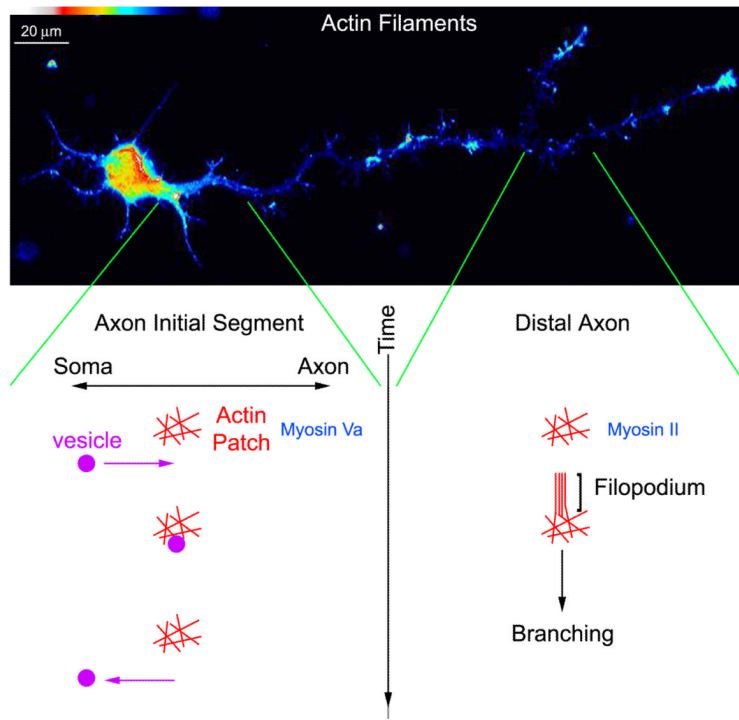 Actin Filaments
20 µm
Axon Initial Segment
Time
Distal Axon
Soma
Axon
vesicle
Actin
Patch
Myosin Va
Myosin II
Filopodium
Branching